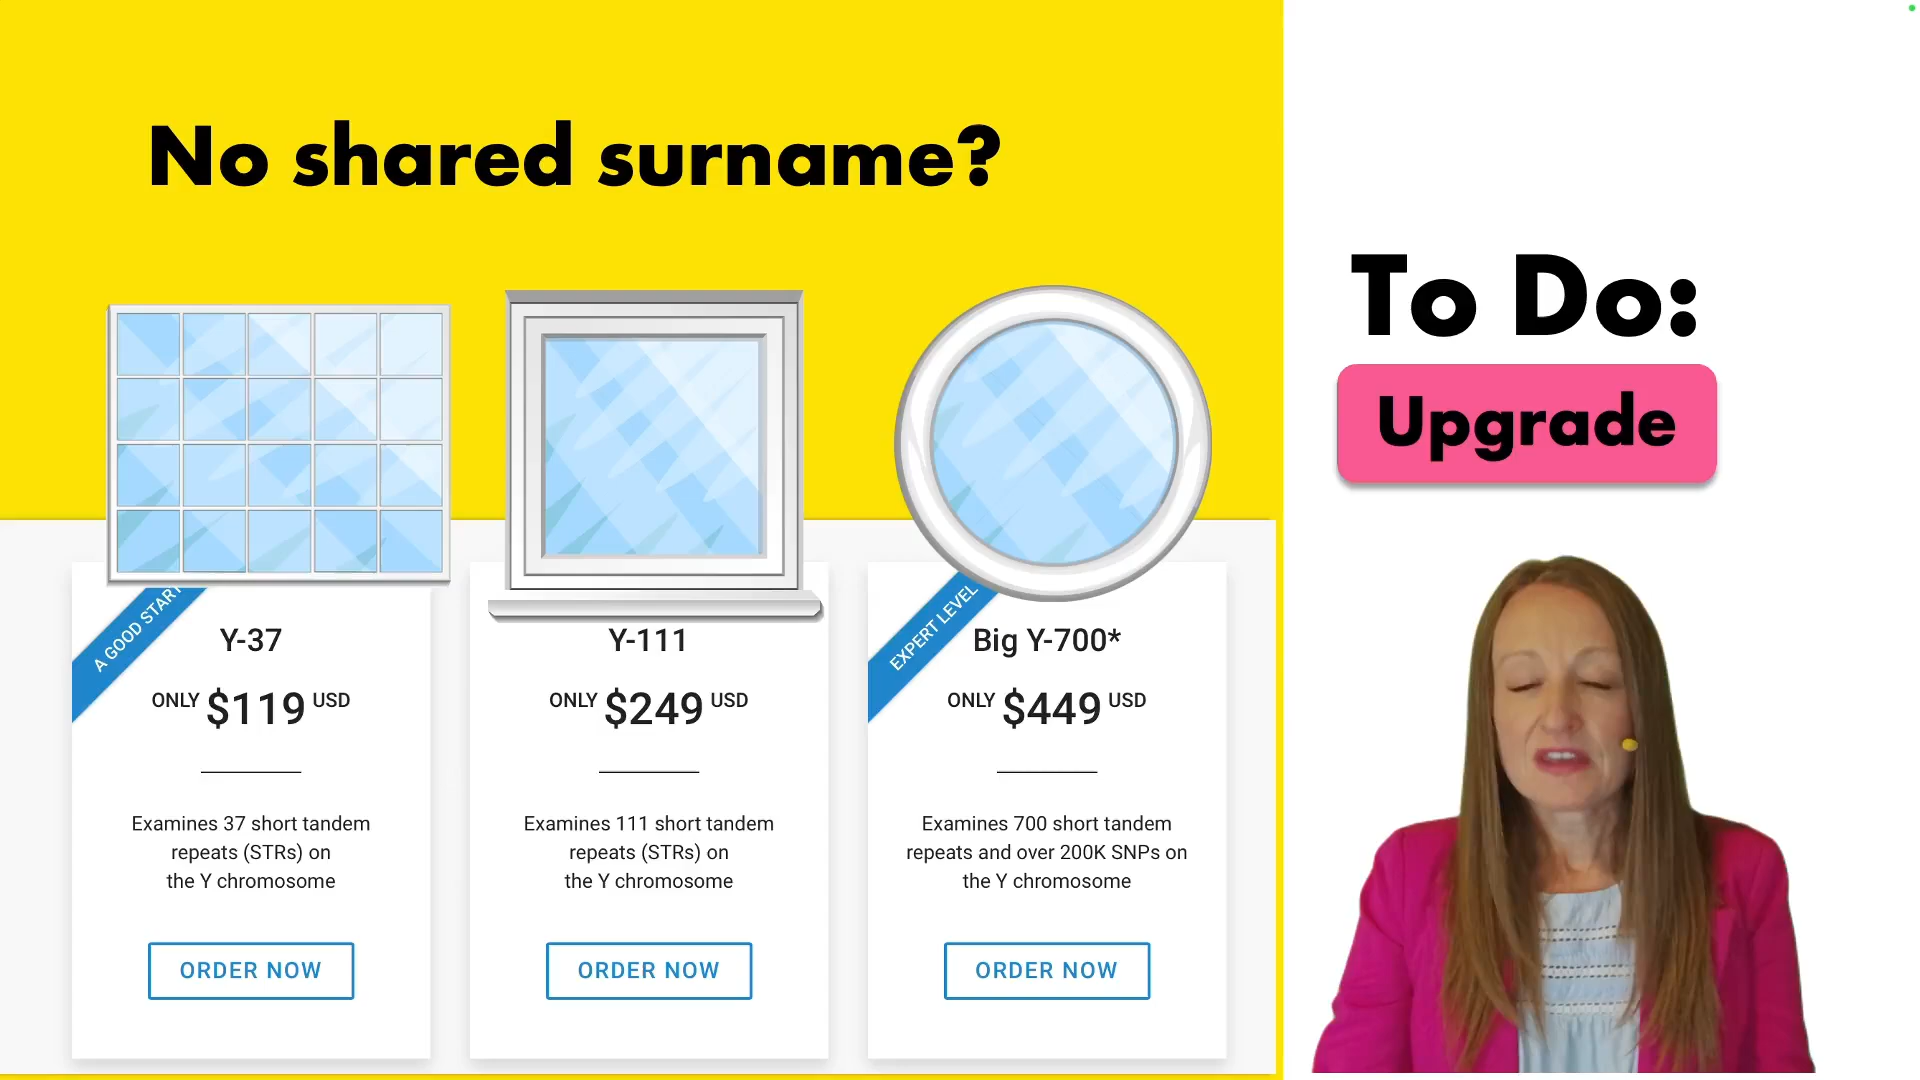 No shared surname?
To Do:
Upgrade
A GOOD START
Y-37
ONLY $119 USD
Examines 37 short tandem
repeats (STRs) on
the Y chromosome
ORDER NOW
Y-111
ONLY $249 USD
Examines 111 short tandem
repeats (STRs) on
the Y chromosome
ORDER NOW
EXPERT LEVEL
Big Y-700*
ONLY $449 USD
Examines 700 short tandem
repeats and over 200K SNPs on
the Y chromosome
ORDER NOW